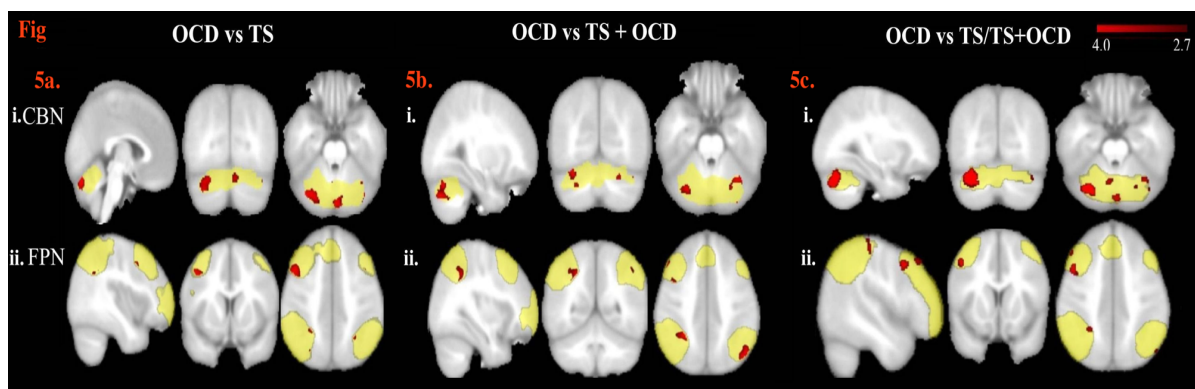 Fig
OCD vs TS
OCD vs TS + OCD
OCD vs TS/TS+OCD
4.0 2.7
5a.
5b.
5c.
i.CBN
i.
i.
ii.FPN
ii.
ii.